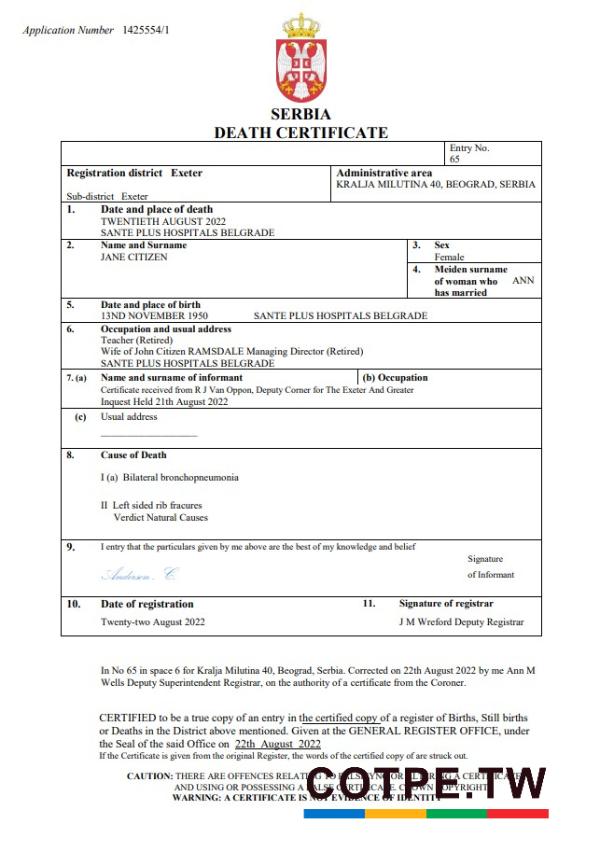 Application Number 1425554/1
SERBIA
DEATH CERTIFICATE
Entry No.
65
Registration district Exeter
Administrative area
KRALJA MILUTINA 40, BEOGRAD, SERBIA
Sub-district Exeter
1. Date and place of death
TWENTIETH AUGUST 2022
SANTE PLUS HOSPITALS BELGRADE
2. Name and Surname
JANE CITIZEN
3. Sex
Female
4. Meiden surname
of woman who
has married
ANN
5. Date and place of birth
13ND NOVEMBER 1950 SANTE PLUS HOSPITALS BELGRADE
6. Occupation and usual address
Teacher (Retired)
Wife of John Citizen RAMSDALE Managing Director (Retired)
SANTE PLUS HOSPITALS BELGRADE
7. (a) Name and surname of informant
(b) Occupation
Certificate received from R J Van Oppon, Deputy Corner for The Exeter And Greater
Inquest Held 21th August 2022
(c) Usual address
8. Cause of Death
I (a) Bilateral bronchopneumonia
II Left sided rib fracures
Verdict Natural Causes
9. I entry that the particulars given by me above are the best of my knowledge and belief
Anderson. C.
Signature
of Informant
10. Date of registration
Twenty-two August 2022
11. Signature of registrar
J M Wreford Deputy Registrar
In No 65 in space 6 for Kralja Milutina 40, Beograd, Serbia. Corrected on 22th August 2022 by me Ann M
Wells Deputy Superintendent Registrar, on the authority of a certificate from the Coroner.
CERTIFIED to be a true copy of an entry in the certified copy of a register of Births, Still births
or Deaths in the District above mentioned. Given at the GENERAL REGISTER OFFICE, under
the Seal of the said Office on 22th August 2022
If the Certificate is given from the original Register, the words of the certified copy of are struck out.
CAUTION: THERE ARE OFFENCES RELATING A CERTIFICATE
AND USING OR POSSESSING A CROWN COPYRIGHT
WARNING: A CERTIFICATE IS NOT EVIDENCE OF IDENTITY
COTPE.TW